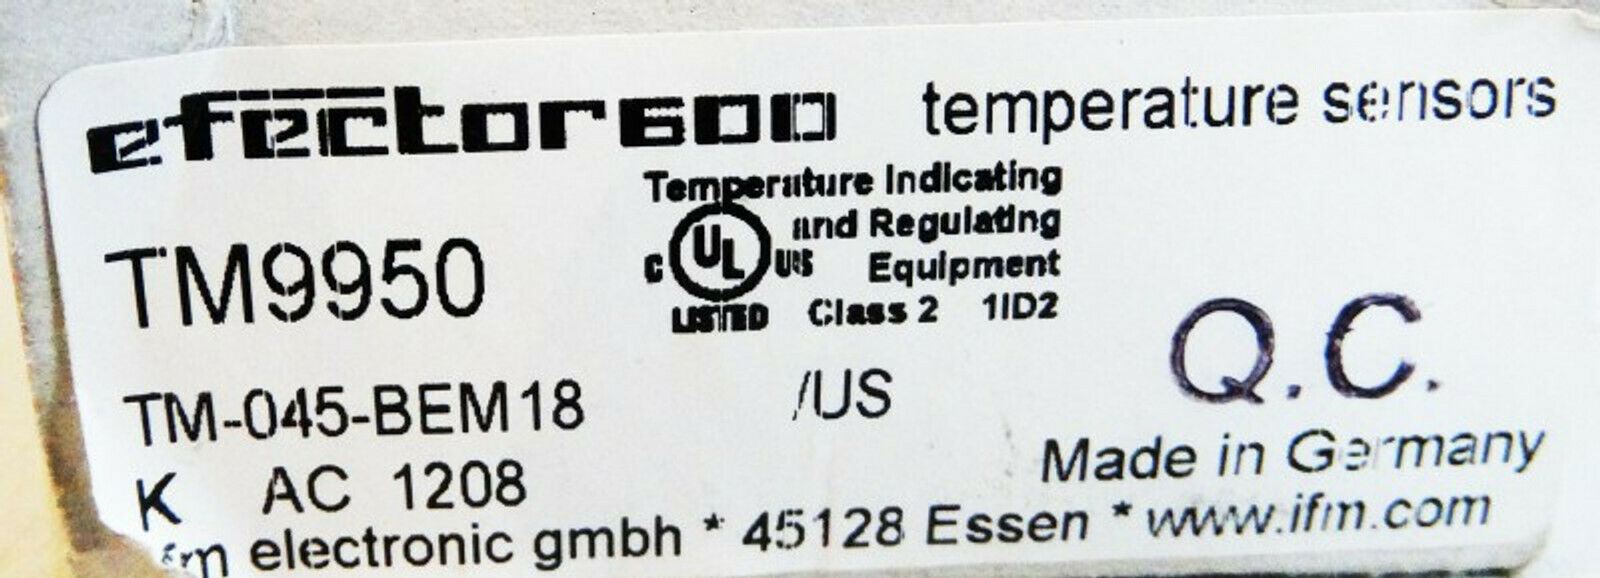 efector600 temperature sensors
Temperature Indicating
and Regulating
Equipment
Class 2 1ID2
C UL US
LISTED
TM9950
TM-045-BEM18 /US
Q.C.
K AC 1208
Made in Germany
ifm electronic gmbh * 45128 Essen * www.ifm.com